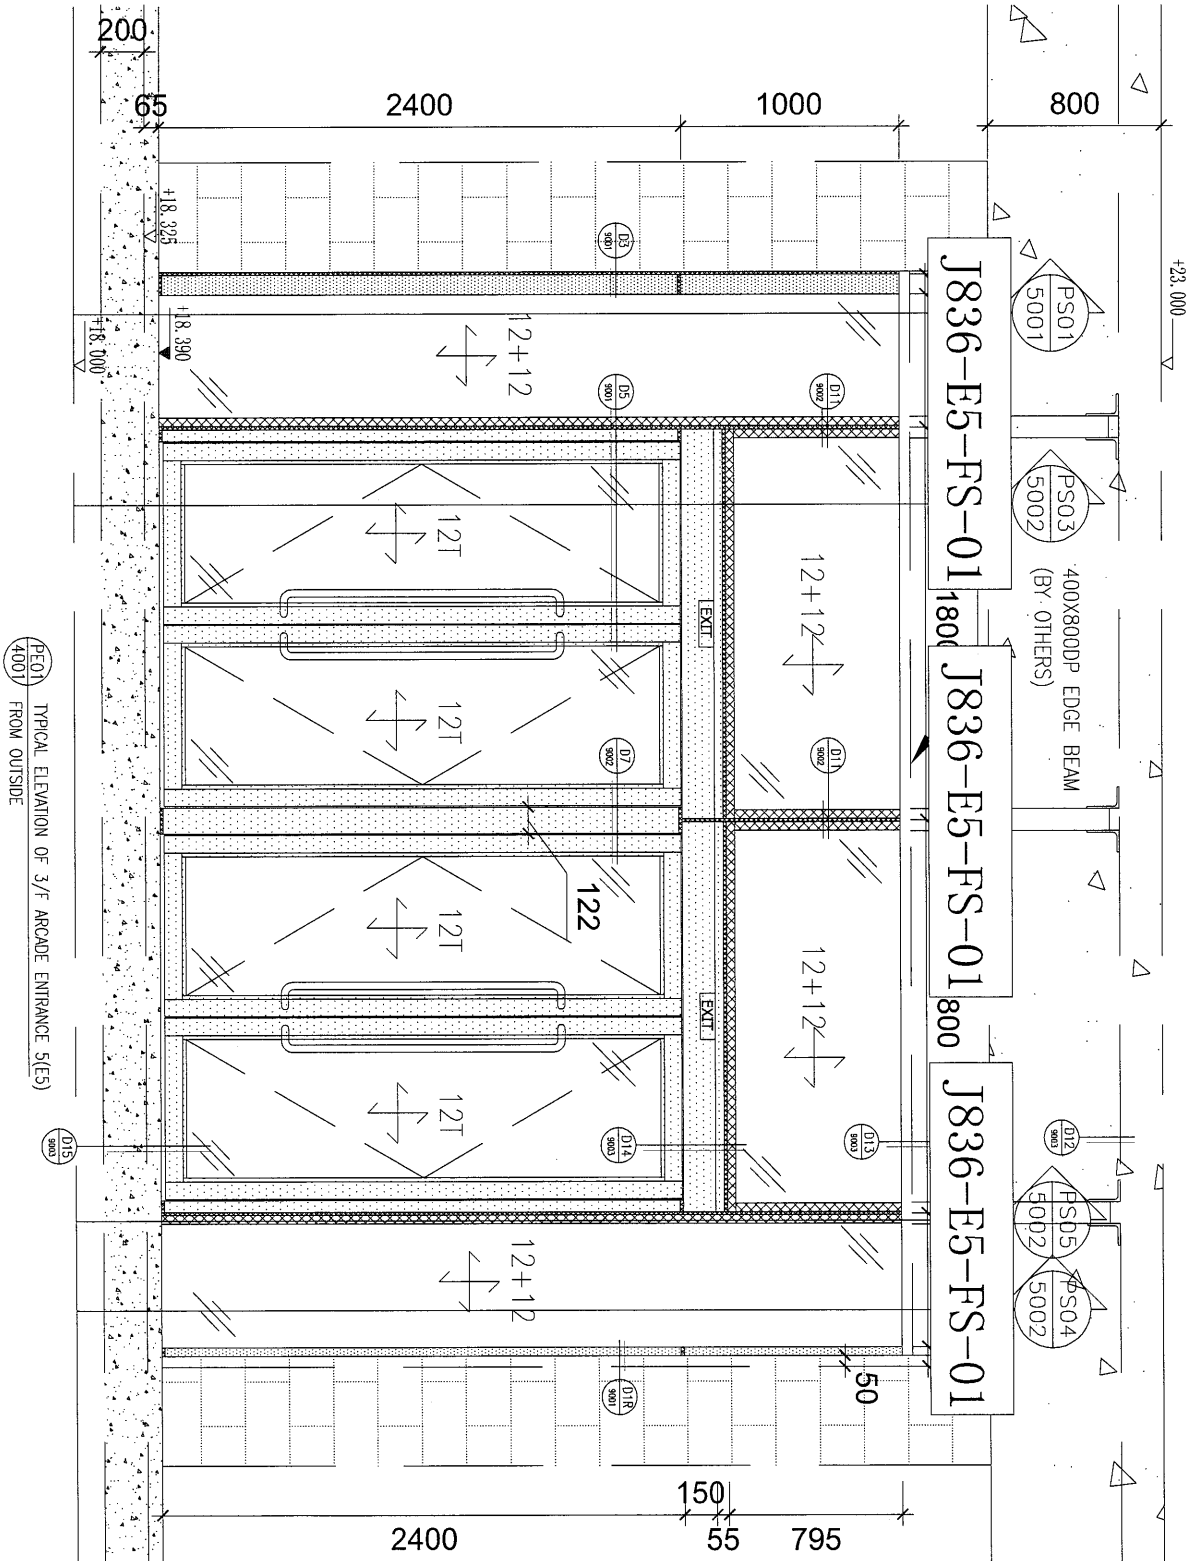 200
65
2400
1000
800
+18.325
+18.390
+18.000
+23.000
D3
9001
J836-E5-FS-01
PS01
5001
12+12
D5
9001
D11
9002
PS03
5002
400X800DP EDGE BEAM
(BY OTHERS)
12T
12+12
EXIT
1800
12T
D7
9002
D11
9002
J836-E5-FS-01
122
12T
12+12
EXIT
800
12T
D15
9003
D14
9003
D13
9003
D12
9003
J836-E5-FS-01
PS05
5002
PS04
5002
12+12
50
D1R
9001
2400
150
55
795
PE01
4001
TYPICAL ELEVATION OF 3/F ARCADE ENTRANCE 5(E5)
FROM OUTSIDE